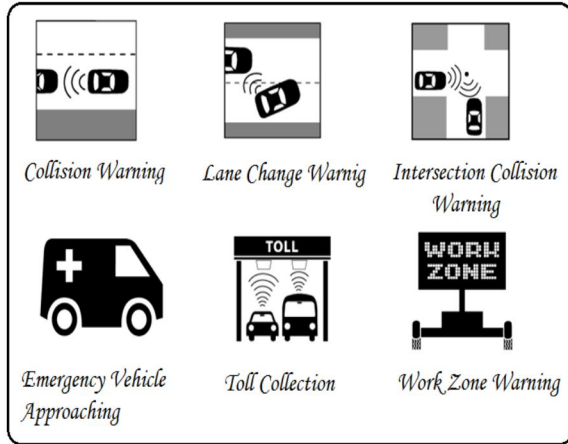 Collision Warning
Lane Change Warnig
Intersection Collision
Warning
TOLL
WORK
ZONE
Emergency Vehicle
Approaching
Toll Collection
Work Zone Warning